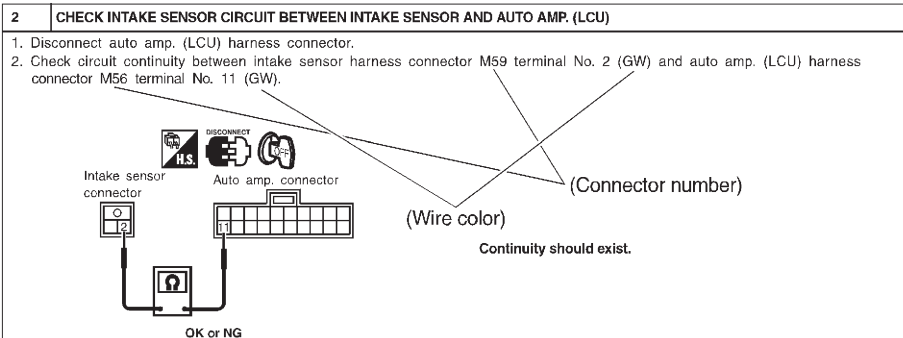 2 CHECK INTAKE SENSOR CIRCUIT BETWEEN INTAKE SENSOR AND AUTO AMP. (LCU)
1. Disconnect auto amp. (LCU) harness connector.
2. Check circuit continuity between intake sensor harness connector M59 terminal No. 2 (GW) and auto amp. (LCU) harness
connector M56 terminal No. 11 (GW).
H.S.
DISCONNECT
OFF
Intake sensor
connector
Auto amp. connector
(Connector number)
(Wire color)
2
11
Continuity should exist.
Ω
OK or NG